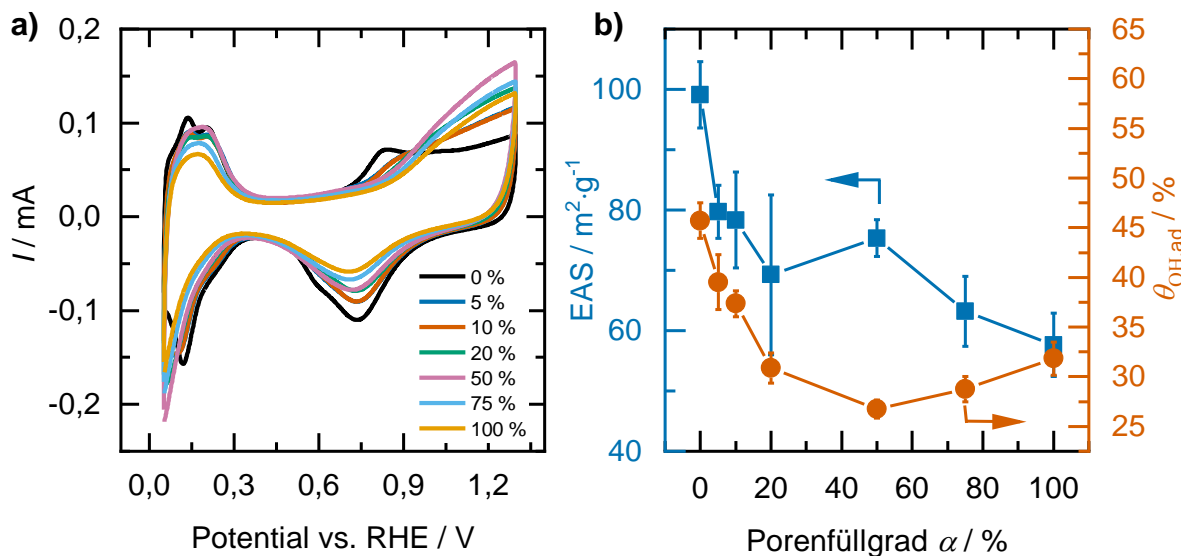 a)
0,2
0,1
0,0
-0,1
-0,2
I / mA
0,0 0,3 0,6 0,9 1,2
Potential vs. RHE / V
0 %
5 %
10 %
20 %
50 %
75 %
100 %
b)
100
80
60
40
EAS / m²·g⁻¹
65
60
55
50
45
40
35
30
25
θOH,ad / %
0 20 40 60 80 100
Porenfüllgrad α / %